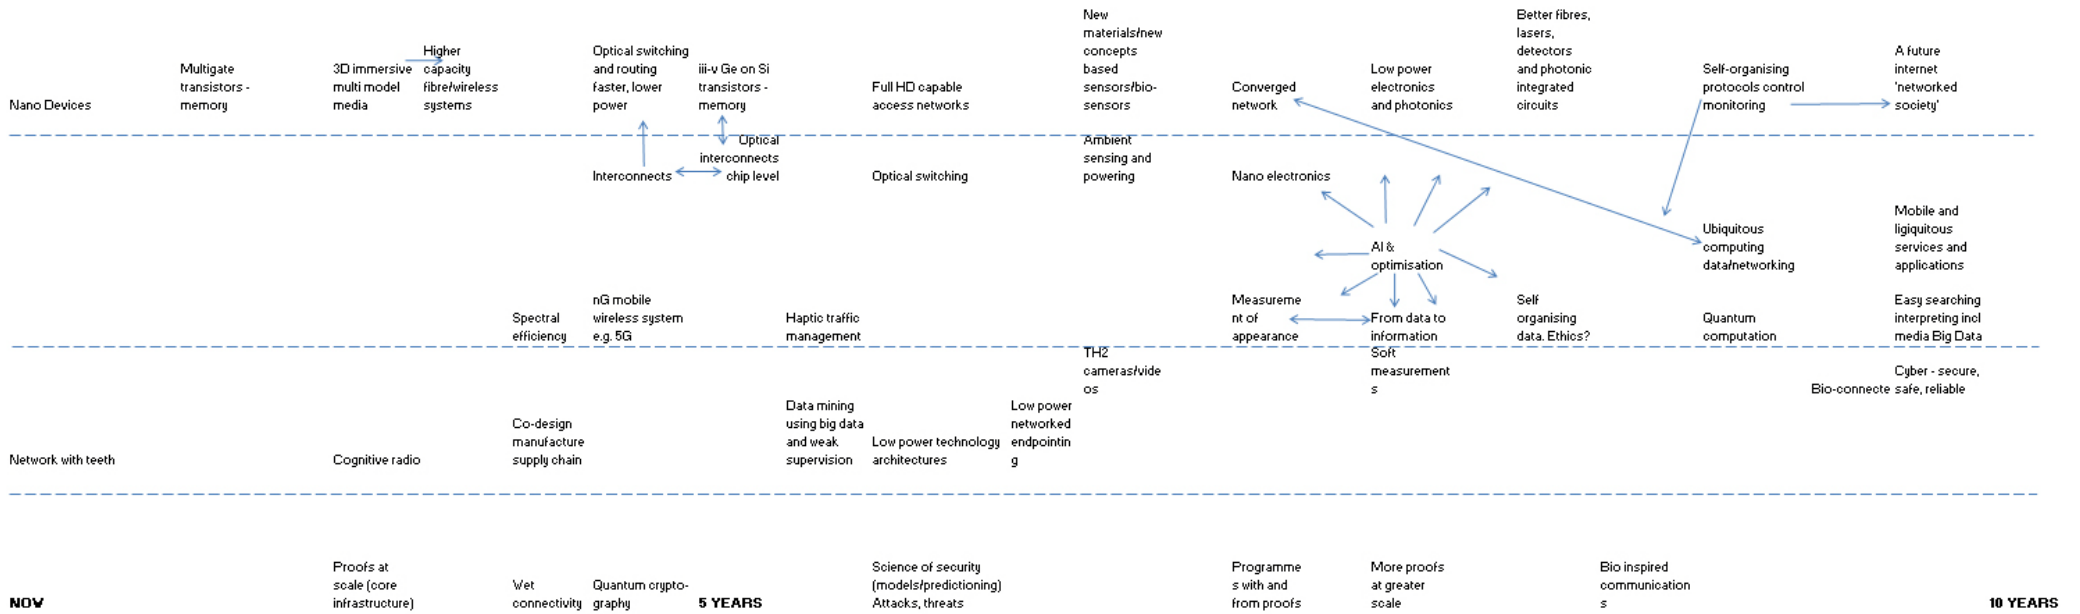 Nano Devices
Multigate
transistors -
memory
3D immersive
multi model
media
Higher
capacity
fibre/wireless
systems
Optical switching
and routing
faster, lower
power
iii-v Ge on Si
transistors -
memory
Full HD capable
access networks
New
materials/new
concepts
based
sensors/bio-
sensors
Converged
network
Low power
electronics
and photonics
Better fibres,
lasers,
detectors
and photonic
integrated
circuits
Self-organising
protocols control
monitoring
A future
internet
'networked
society'
Interconnects
Optical
interconnects
chip level
Optical switching
Ambient
sensing and
powering
Nano electronics
AI &
optimisation
Ubiquitous
computing
data/networking
Mobile and
ligiquitous
services and
applications
Spectral
efficiency
nG mobile
wireless system
e.g. 5G
Haptic traffic
management
Measureme
nt of
appearance
From data to
information
Self
organising
data. Ethics?
Quantum
computation
Easy searching
interpreting incl
media Big Data
TH2
cameras/vide
os
Soft
measurement
s
Bio-connecte
Cyber - secure,
safe, reliable
Network with teeth
Cognitive radio
Co-design
manufacture
supply chain
Data mining
using big data
and weak
supervision
Low power technology
architectures
Low power
networked
endpointin
g
NOW
Proofs at
scale (core
infrastructure)
Wet
connectivity
Quantum crypto-
graphy
5 YEARS
Science of security
(models/predictioning)
Attacks, threats
Programme
s with and
from proofs
More proofs
at greater
scale
Bio inspired
communication
s
10 YEARS